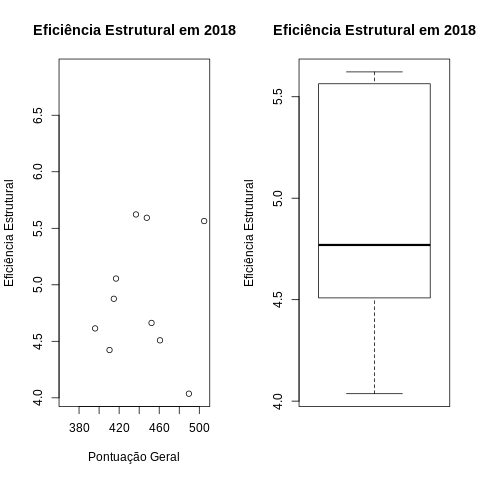 Eficiência Estrutural em 2018
Eficiência Estrutural
6.5
6.0
5.5
5.0
4.5
4.0
380 420 460 500
Pontuação Geral
Eficiência Estrutural em 2018
Eficiência Estrutural
5.5
5.0
4.5
4.0